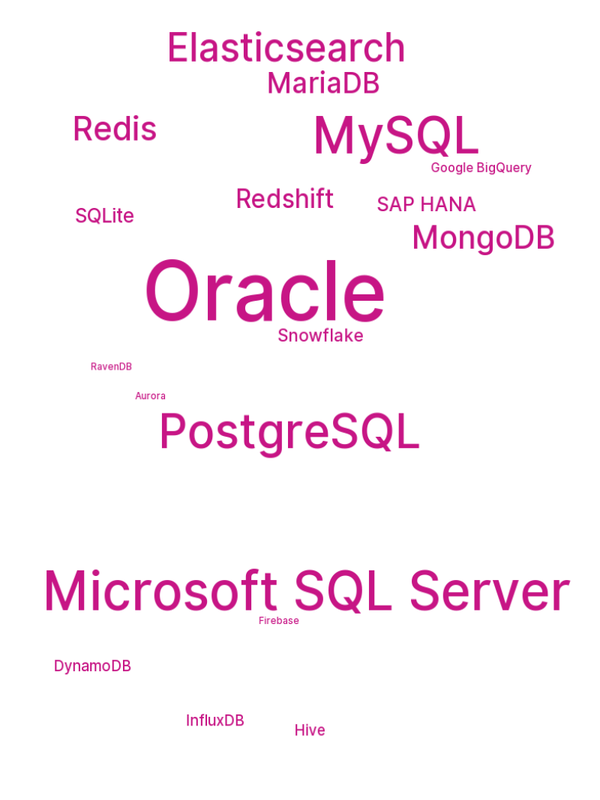 Elasticsearch
MariaDB
Redis
MySQL
Google BigQuery
Redshift
SAP HANA
SQLite
MongoDB
Oracle
Snowflake
RavenDB
Aurora
PostgreSQL
Microsoft SQL Server
Firebase
DynamoDB
InfluxDB
Hive